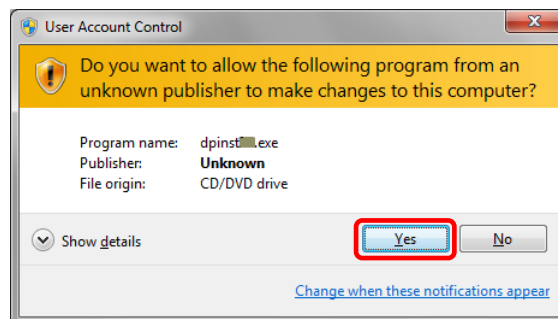 User Account Control
Do you want to allow the following program from an
unknown publisher to make changes to this computer?
Program name:
Publisher: Unknown
File origin: CD/DVD drive
Show details
Yes No
Change when these notifications appear